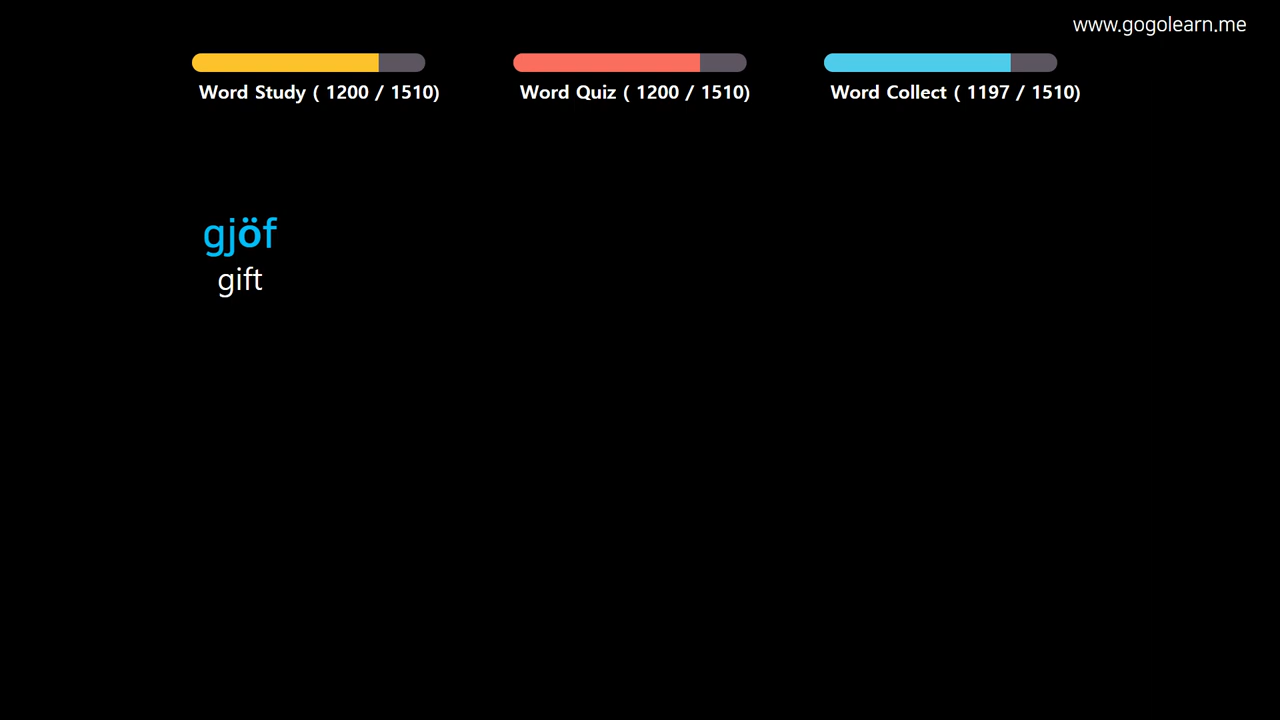 www.gogolearn.me
Word Study ( 1200 / 1510)
Word Quiz ( 1200 / 1510)
Word Collect ( 1197 / 1510)
gjöf
gift